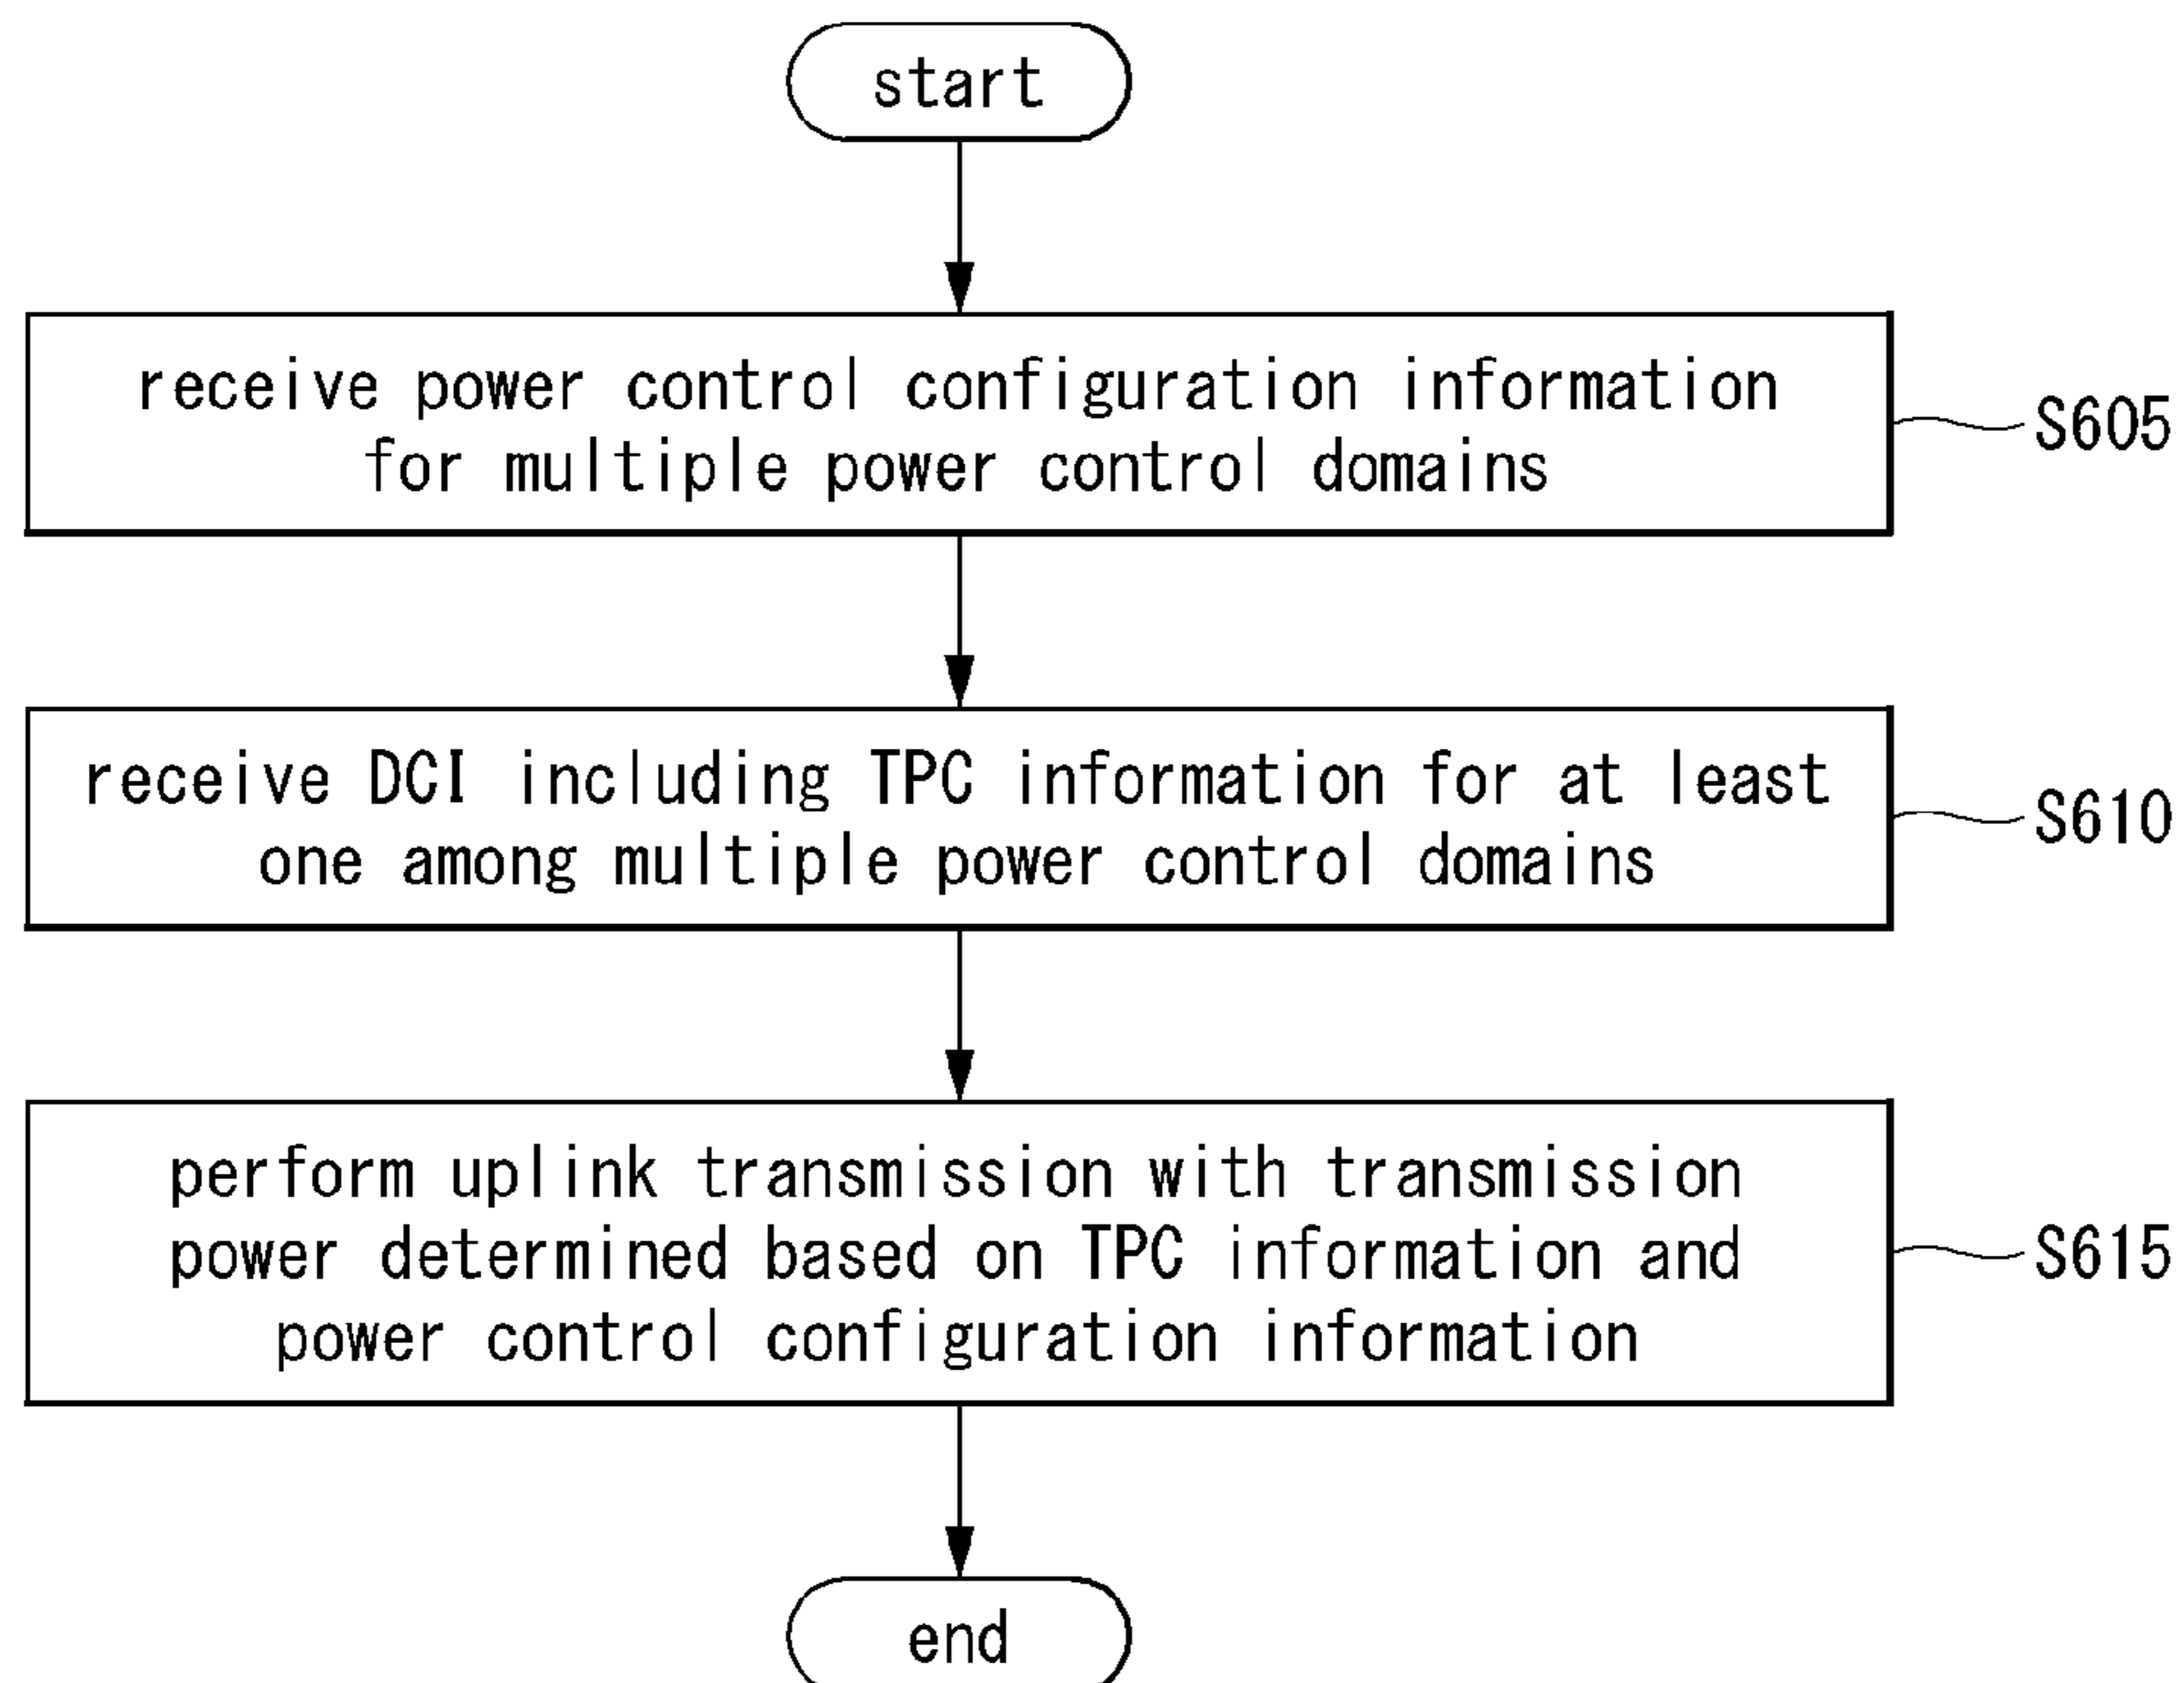 start
receive power control configuration information
for multiple power control domains
S605
receive DCI including TPC information for at least
one among multiple power control domains
S610
perform uplink transmission with transmission
power determined based on TPC information and
power control configuration information
S615
end